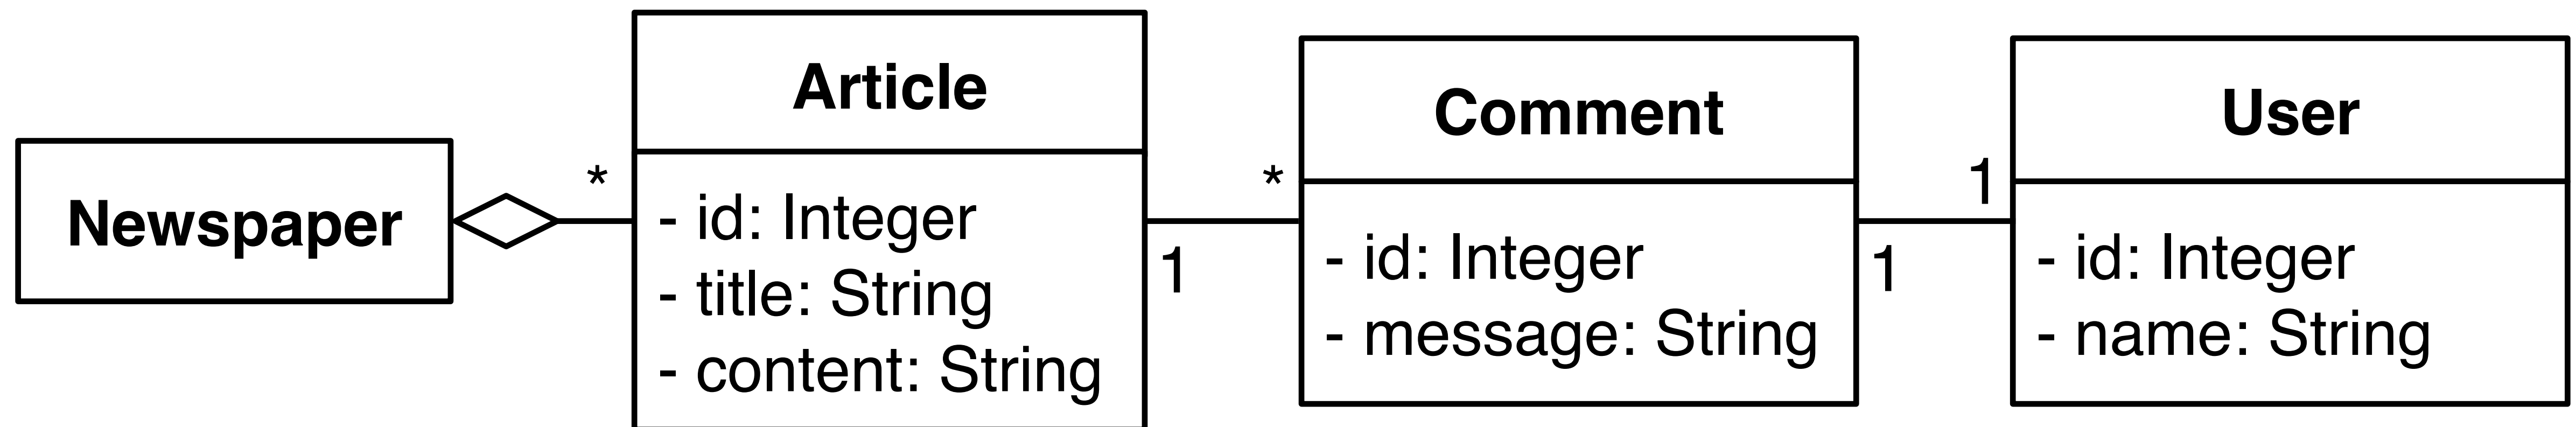 Newspaper
*
Article
- id: Integer
- title: String
- content: String
1
*
Comment
- id: Integer
- message: String
1
1
User
- id: Integer
- name: String